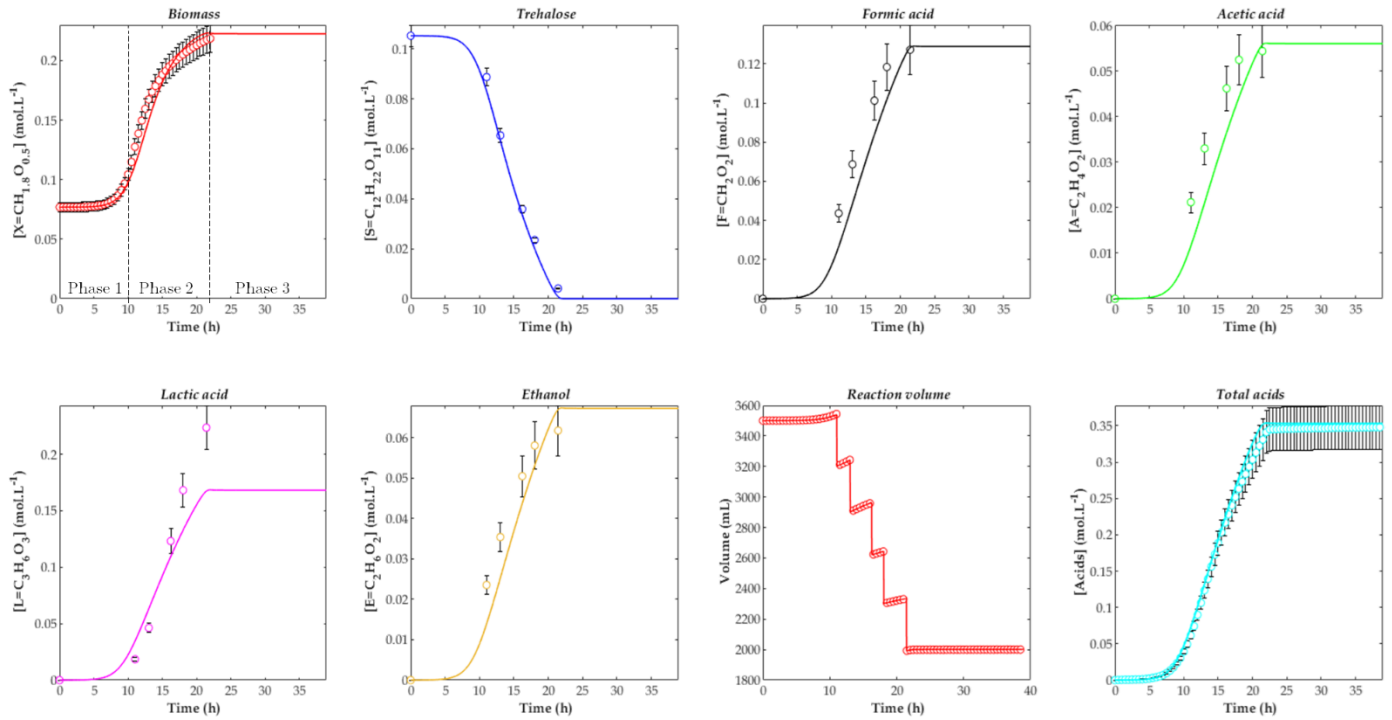 Biomass
[X=CH1.8O0.5] (mol.L-1)
0.2
0.15
0.1
0.05
0
Phase 1
Phase 2
Phase 3
0 5 10 15 20 25 30 35
Time (h)
Trehalose
[S=C12H22O11] (mol.L-1)
0.1
0.08
0.06
0.04
0.02
0
0 5 10 15 20 25 30 35
Time (h)
Formic acid
[F=CH2O2] (mol.L-1)
0.12
0.1
0.08
0.06
0.04
0.02
0
0 5 10 15 20 25 30 35
Time (h)
Acetic acid
[A=C2H4O2] (mol.L-1)
0.06
0.05
0.04
0.03
0.02
0.01
0
0 5 10 15 20 25 30 35
Time (h)
Lactic acid
[L=C3H6O3] (mol.L-1)
0.2
0.15
0.1
0.05
0
0 5 10 15 20 25 30 35
Time (h)
Ethanol
[E=C2H6O2] (mol.L-1)
0.06
0.05
0.04
0.03
0.02
0.01
0
0 5 10 15 20 25 30 35
Time (h)
Reaction volume
Volume (mL)
3600
3400
3200
3000
2800
2600
2400
2200
2000
1800
0 10 20 30 40
Time (h)
Total acids
[Acids] (mol.L-1)
0.35
0.3
0.25
0.2
0.15
0.1
0.05
0
0 5 10 15 20 25 30 35
Time (h)